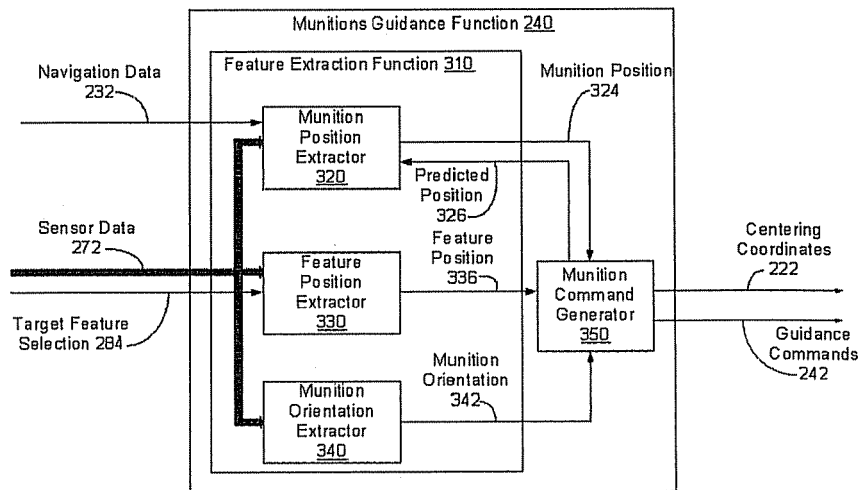 Munitions Guidance Function 240
Navigation Data
232
Feature Extraction Function 310
Munition Position
324
Munition
Position
Extractor
320
Predicted
Position
326
Sensor Data
272
Feature
Position
336
Centering
Coordinates
222
Feature
Position
Extractor
330
Munition
Command
Generator
350
Target Feature
Selection 284
Guidance
Commands
242
Munition
Orientation
342
Munition
Orientation
Extractor
340